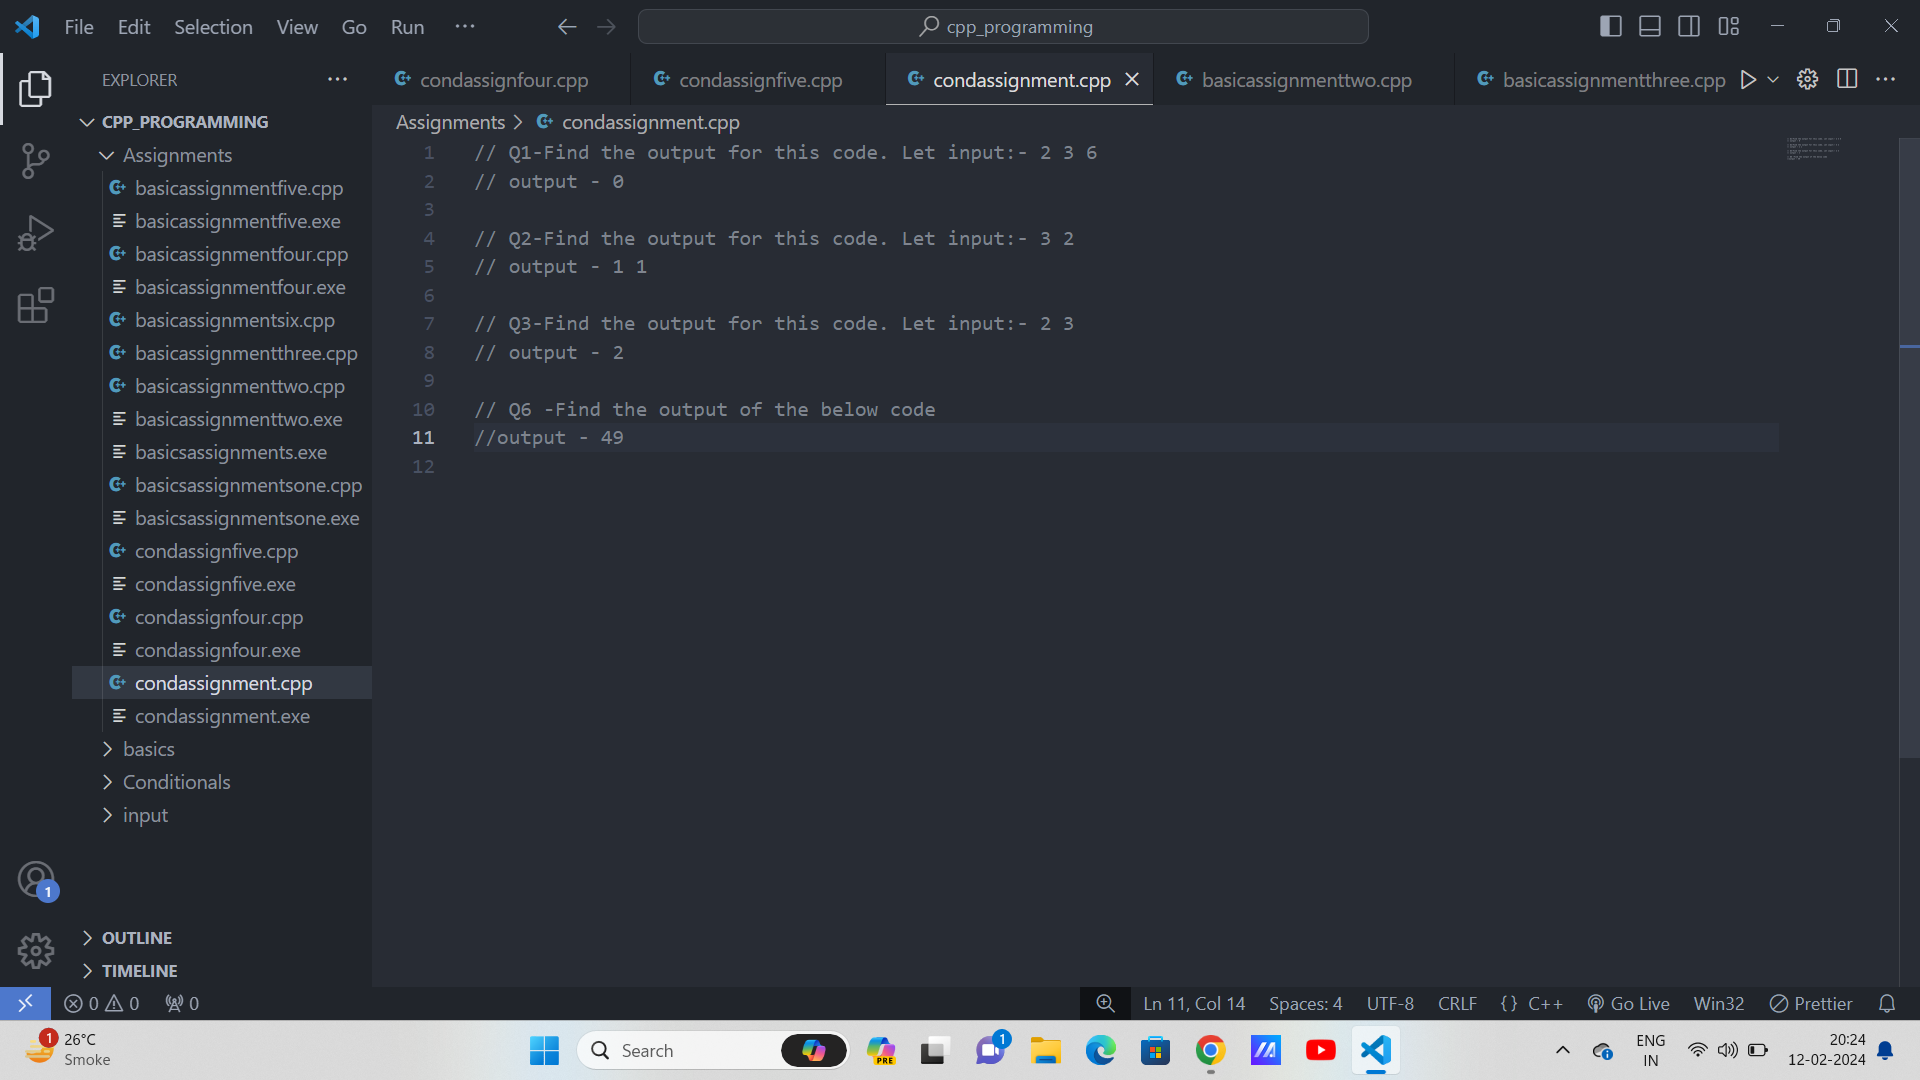 File Edit Selection View Go Run ···
cpp_programming
EXPLORER ···
condassignfour.cpp condassignfive.cpp condassignment.cpp basicassignmenttwo.cpp basicassignmentthree.cpp
CPP_PROGRAMMING
Assignments
basicassignmentfive.cpp
basicassignmentfive.exe
basicassignmentfour.cpp
basicassignmentfour.exe
basicassignmentsix.cpp
basicassignmentthree.cpp
basicassignmenttwo.cpp
basicassignmenttwo.exe
basicsassignments.exe
basicsassignmentsone.cpp
basicsassignmentsone.exe
condassignfive.cpp
condassignfive.exe
condassignfour.cpp
condassignfour.exe
condassignment.cpp
condassignment.exe
basics
Conditionals
input
OUTLINE
TIMELINE
Assignments > condassignment.cpp
1 // Q1-Find the output for this code. Let input:- 2 3 6
2 // output - 0
3
4 // Q2-Find the output for this code. Let input:- 3 2
5 // output - 1 1
6
7 // Q3-Find the output for this code. Let input:- 2 3
8 // output - 2
9
10 // Q6 -Find the output of the below code
11 //output - 49
12
1
0 0 0 Ln 11, Col 14 Spaces: 4 UTF-8 CRLF {} C++ Go Live Win32 Prettier
1 26°C
Smoke
Search
PRE
1
ENG
IN
20:24
12-02-2024